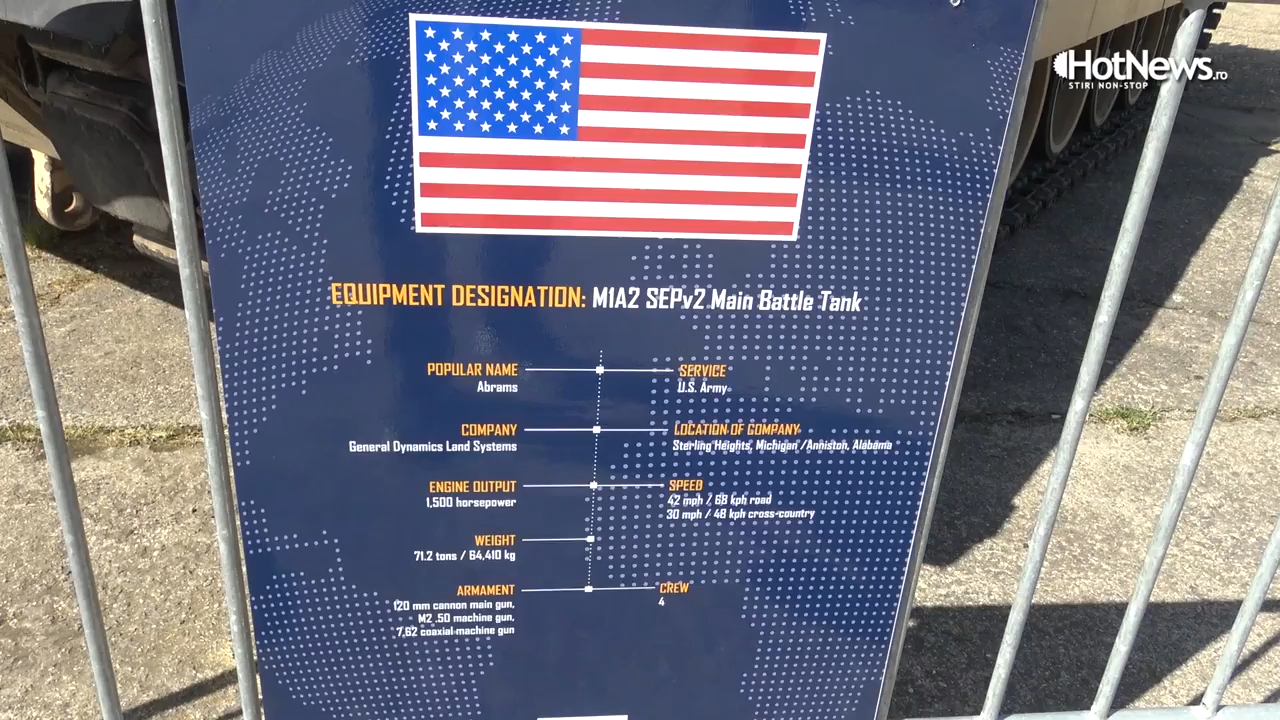 HotNews.ro
STIRI NON-STOP
EQUIPMENT DESIGNATION: M1A2 SEPv2 Main Battle Tank
POPULAR NAME
Abrams
SERVICE
U.S. Army
COMPANY
General Dynamics Land Systems
LOCATION OF COMPANY
Sterling Heights, Michigan /Anniston, Alabama
ENGINE OUTPUT
1,500 horsepower
SPEED
42 mph / 68 kph road
30 mph / 48 kph cross-country
WEIGHT
71.2 tons / 64,410 kg
ARMAMENT
120 mm cannon main gun,
M2 .50 machine gun,
7.62 coaxial machine gun
CREW
4